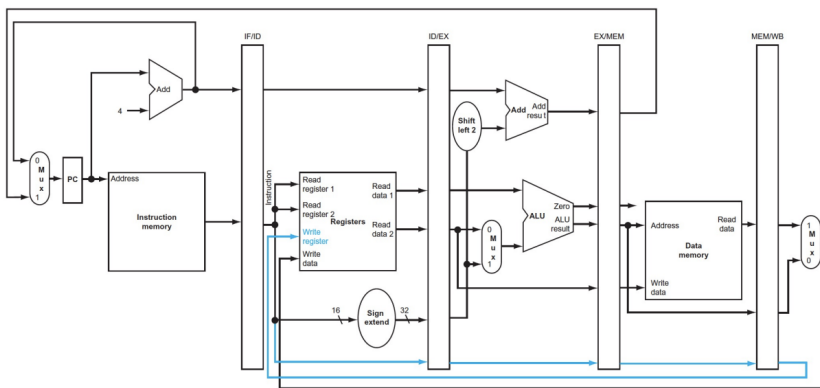 IF/ID
ID/EX
EX/MEM
MEM/WB
Add
4
Shift
left 2
Add
Add
resu t
0
M
u
x
1
PC
Address
Instruction
memory
Instruction
Read
register 1
Read
register 2
Write
register
Write
data
Registers
Read
data 1
Read
data 2
16
Sign
extend
32
0
M
u
x
1
ALU
Zero
ALU
result
Address
Write
data
Data
memory
Read
data
1
M
u
x
0